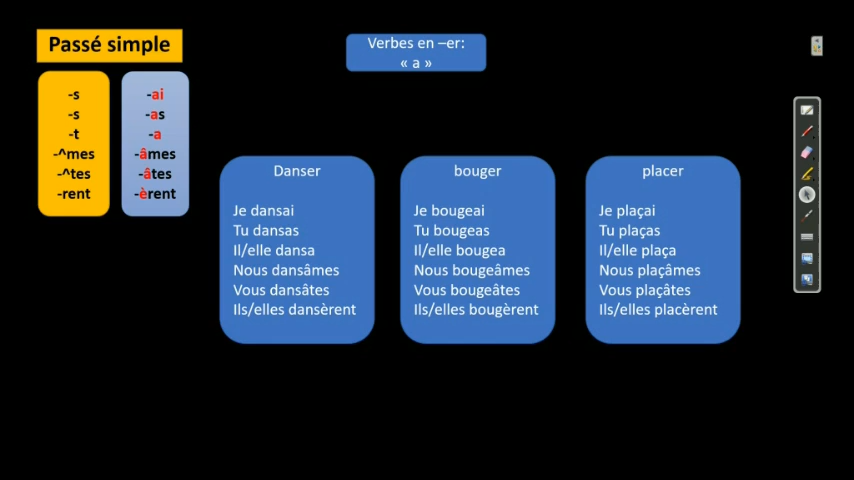 Passé simple
-s
-s
-t
-^mes
-^tes
-rent
-ai
-as
-a
-âmes
-âtes
-èrent
Verbes en –er:
« a »
Danser
Je dansai
Tu dansas
Il/elle dansa
Nous dansâmes
Vous dansâtes
Ils/elles dansèrent
bouger
Je bougeai
Tu bougeas
Il/elle bougea
Nous bougeâmes
Vous bougeâtes
Ils/elles bougèrent
placer
Je plaçai
Tu plaças
Il/elle plaça
Nous plaçâmes
Vous plaçâtes
Ils/elles placèrent